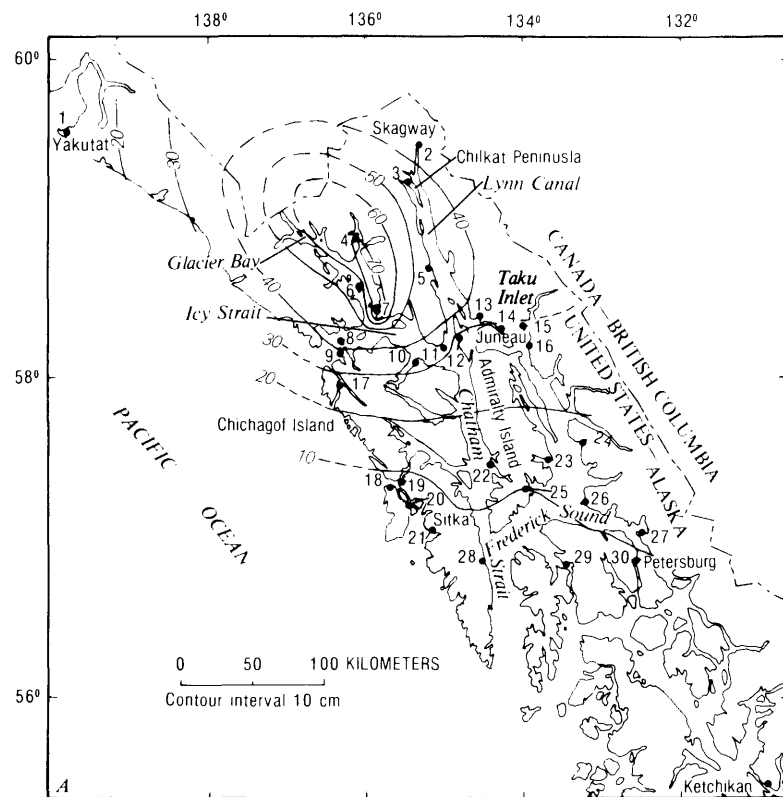 138° 136° 134° 132°
60°
1
Yakutat
20
30
Skagway
2
3
Chilkat Peninusla
Lynn Canal
50
60
40
4
70
Glacier Bay
6
5
7
40
Icy Strait
Taku
Inlet
CANADA BRITISH COLUMBIA
UNITED STATES ALASKA
13
14
15
8
Juneau
16
30
9
10
11
12
58°
17
20
Chatham
Admiralty Island
Chichagof Island
24
PACIFIC
OCEAN
10
22
23
18
19
20
25
26
Sitka
21
Frederick Sound
27
28
Strait
29
30
Petersburg
0 50 100 KILOMETERS
Contour interval 10 cm
56°
A
Ketchikan